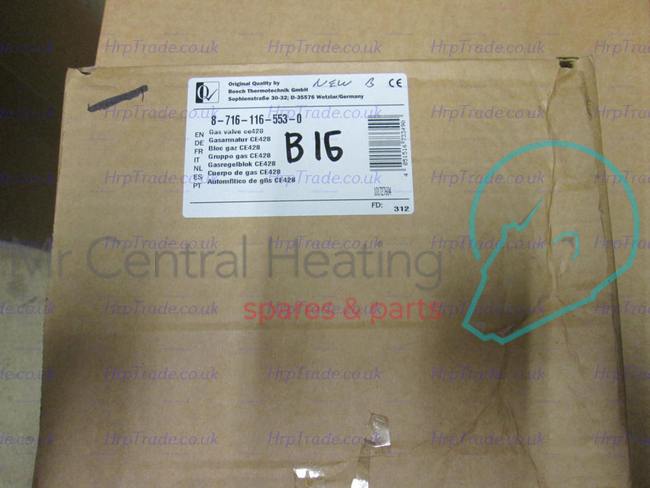 Original Quality by
Bosch Thermotechnik GmbH
Sophienstraße 30-32; D-35576 Wetzlar/Germany
NEW B
CE
8-716-116-553-0
EN Gas valve ce428
DE Gasarmatur CE428
FR Bloc gaz CE428
IT Gruppo gas CE428
NL Gasregelblok CE428
ES Cuerpo de gas CE428
PT Automático de gás CE428
B16
FD: 312
Mr Central Heating
spares & parts
HrpTrade.co.uk